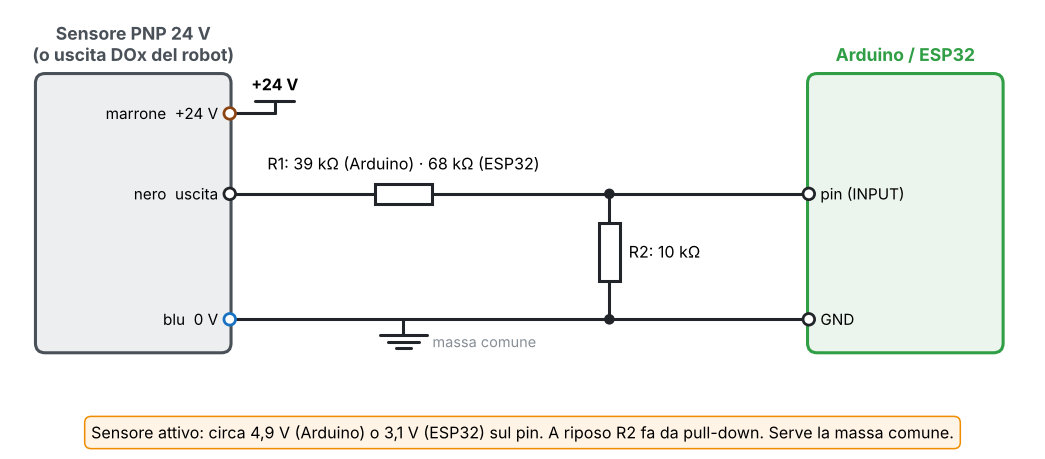 Sensore PNP 24 V
(o uscita DOx del robot)
Arduino / ESP32
+24 V
marrone +24 V
R1: 39 kΩ (Arduino) · 68 kΩ (ESP32)
nero uscita
pin (INPUT)
R2: 10 kΩ
blu 0 V
GND
massa comune
Sensore attivo: circa 4,9 V (Arduino) o 3,1 V (ESP32) sul pin. A riposo R2 fa da pull-down. Serve la massa comune.